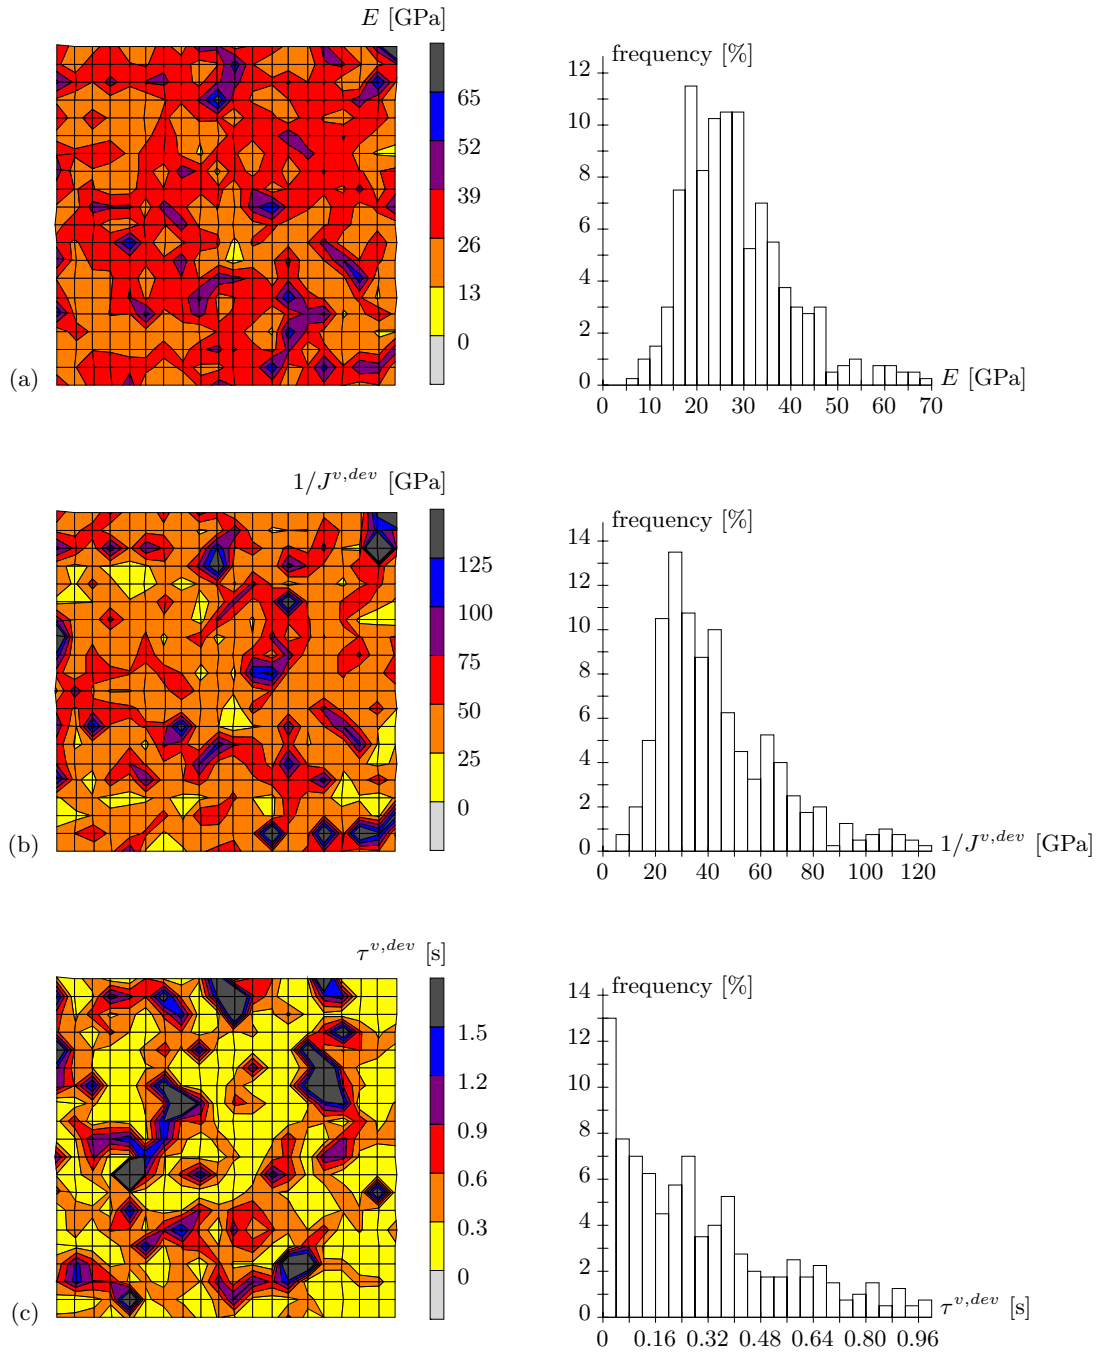 E [GPa]
65
52
39
26
13
0
(a)
frequency [%]
12
10
8
6
4
2
0
0 10 20 30 40 50 60 70
E [GPa]
1/J^{v,dev} [GPa]
125
100
75
50
25
0
(b)
frequency [%]
14
12
10
8
6
4
2
0
0 20 40 60 80 100 120
1/J^{v,dev} [GPa]
τ^{v,dev} [s]
1.5
1.2
0.9
0.6
0.3
0
(c)
frequency [%]
14
12
10
8
6
4
2
0
0 0.16 0.32 0.48 0.64 0.80 0.96
τ^{v,dev} [s]